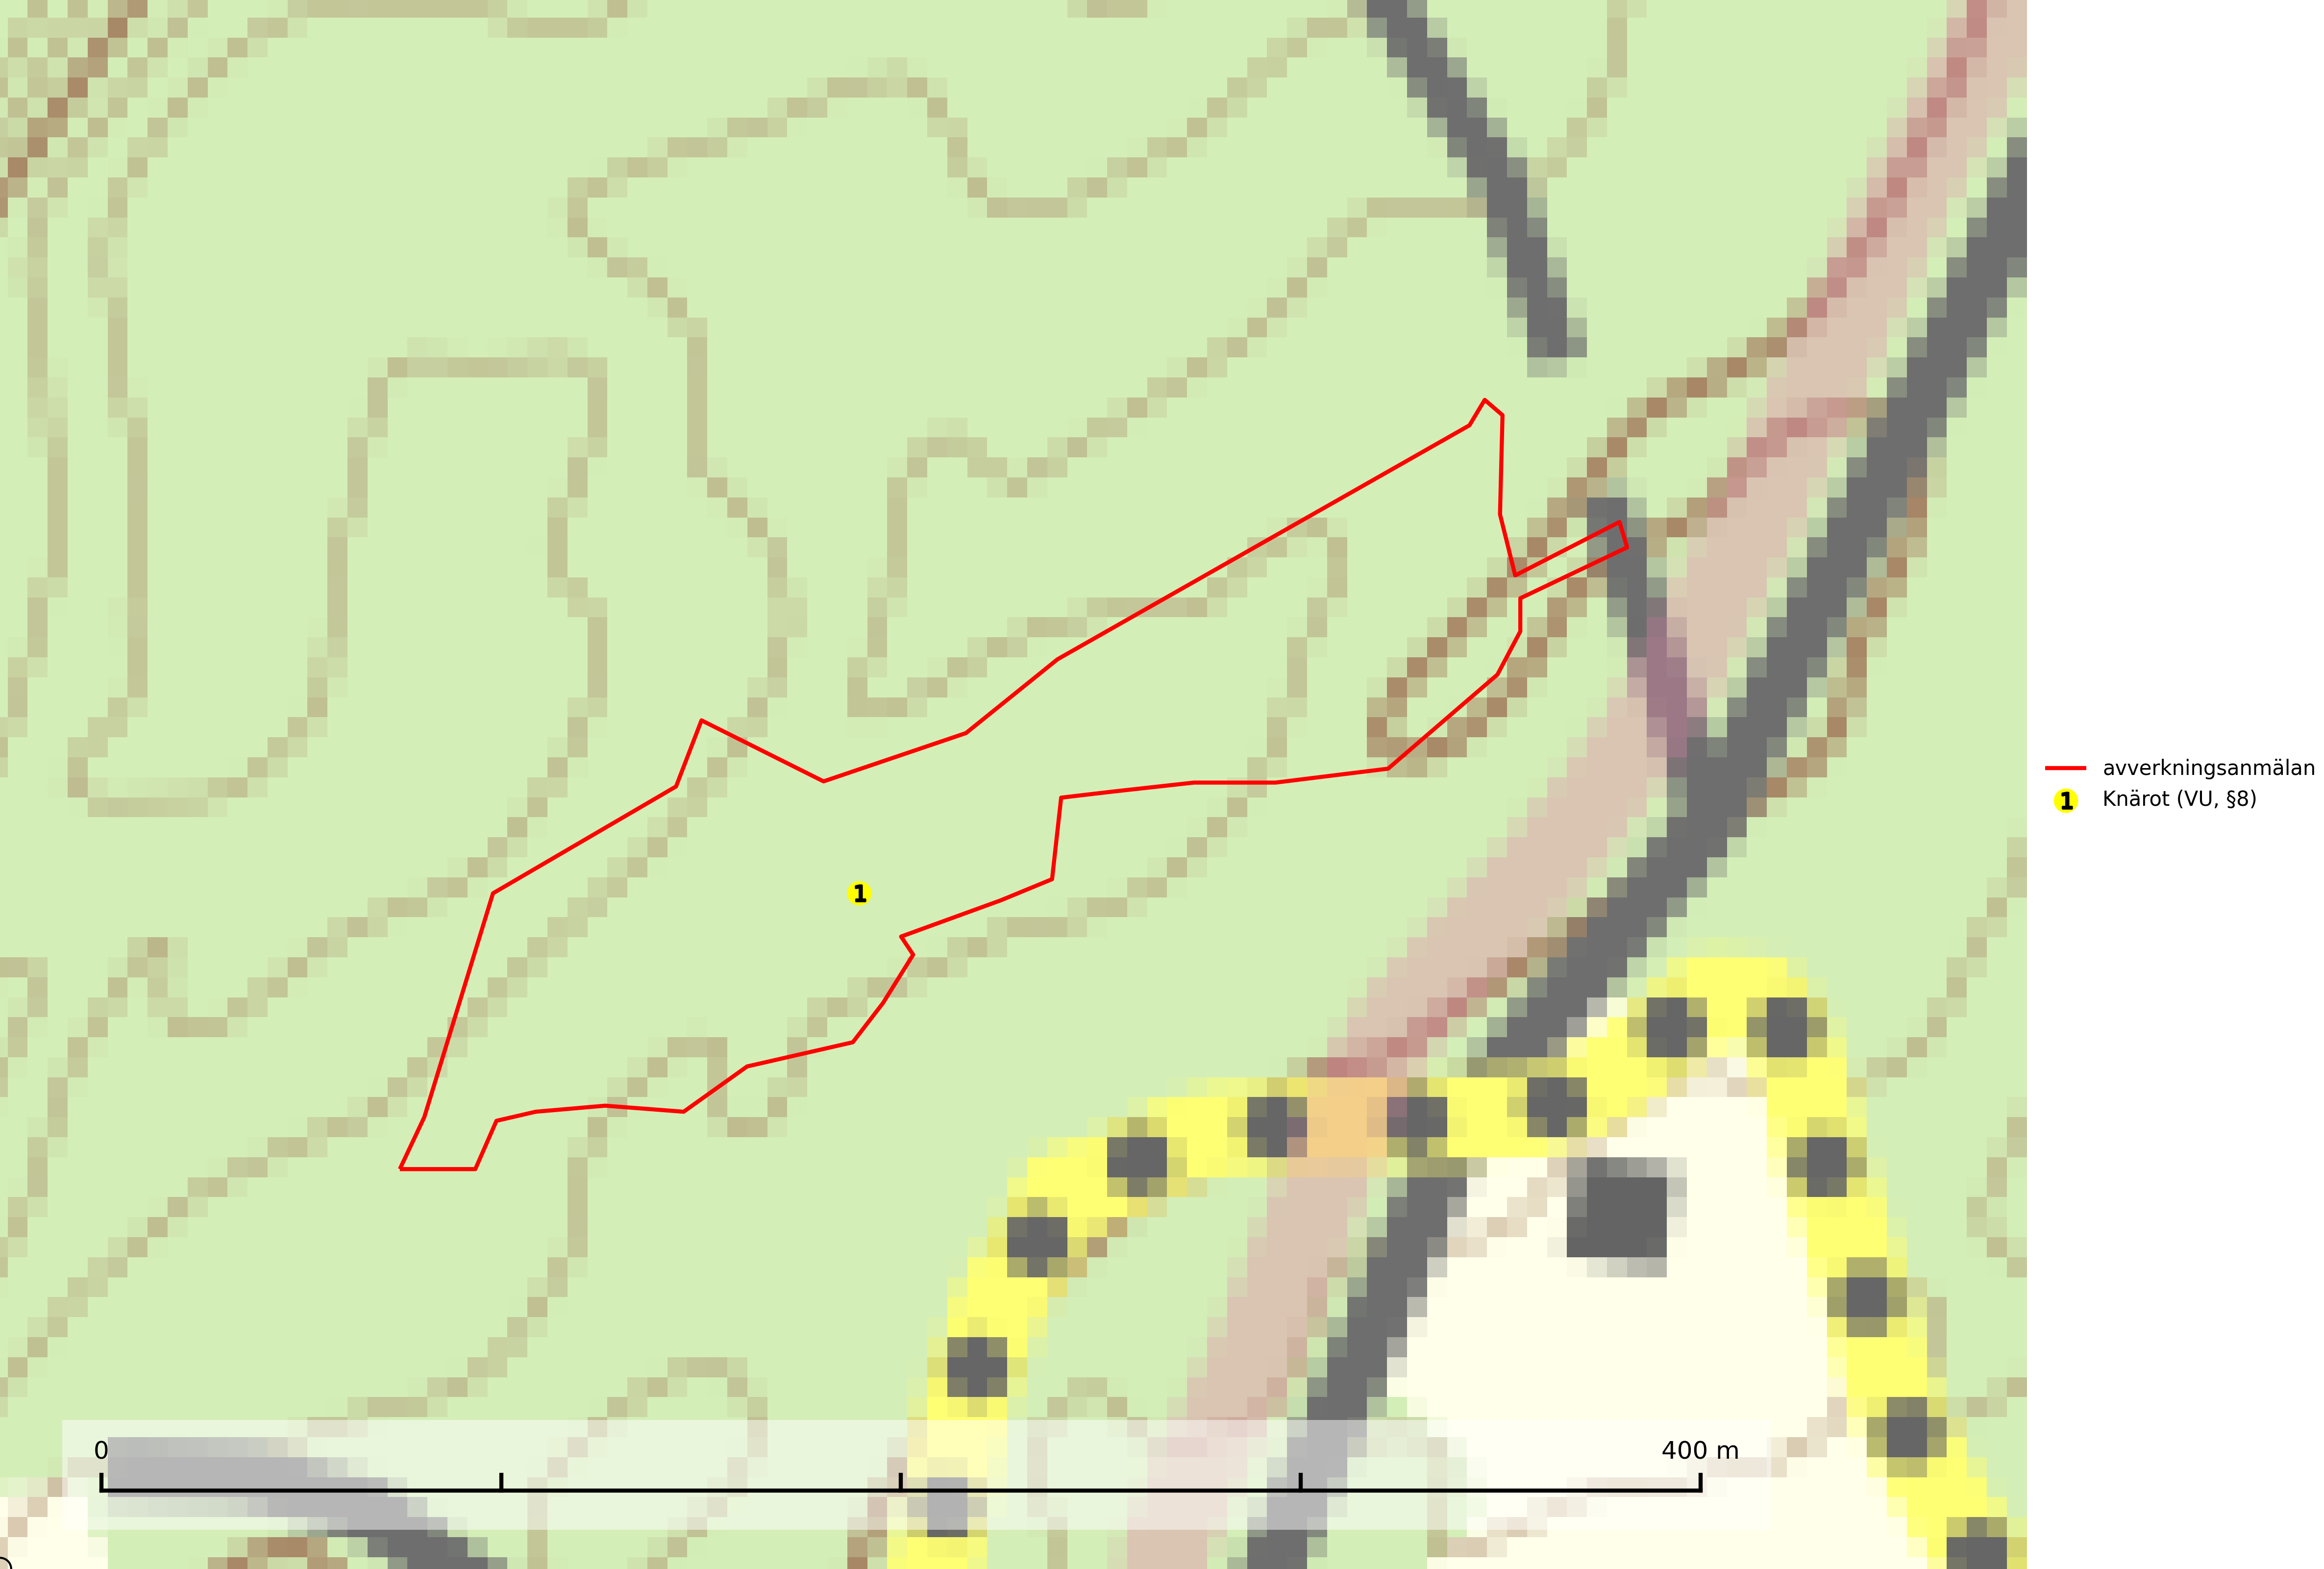 avverkningsanmälan
1 Knärot (VU, §8)
1
0 400 m